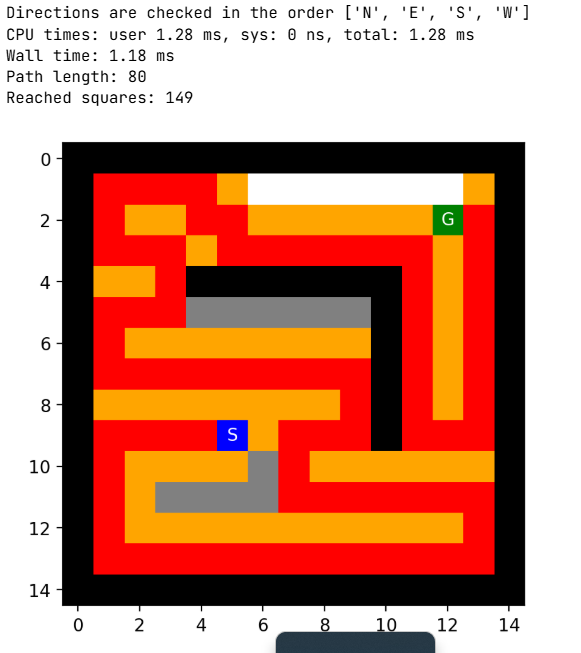 Directions are checked in the order ['N', 'E', 'S', 'W']
CPU times: user 1.28 ms, sys: 0 ns, total: 1.28 ms
Wall time: 1.18 ms
Path length: 80
Reached squares: 149
0
2
G
4
6
8
S
10
12
14
0 2 4 6 8 10 12 14